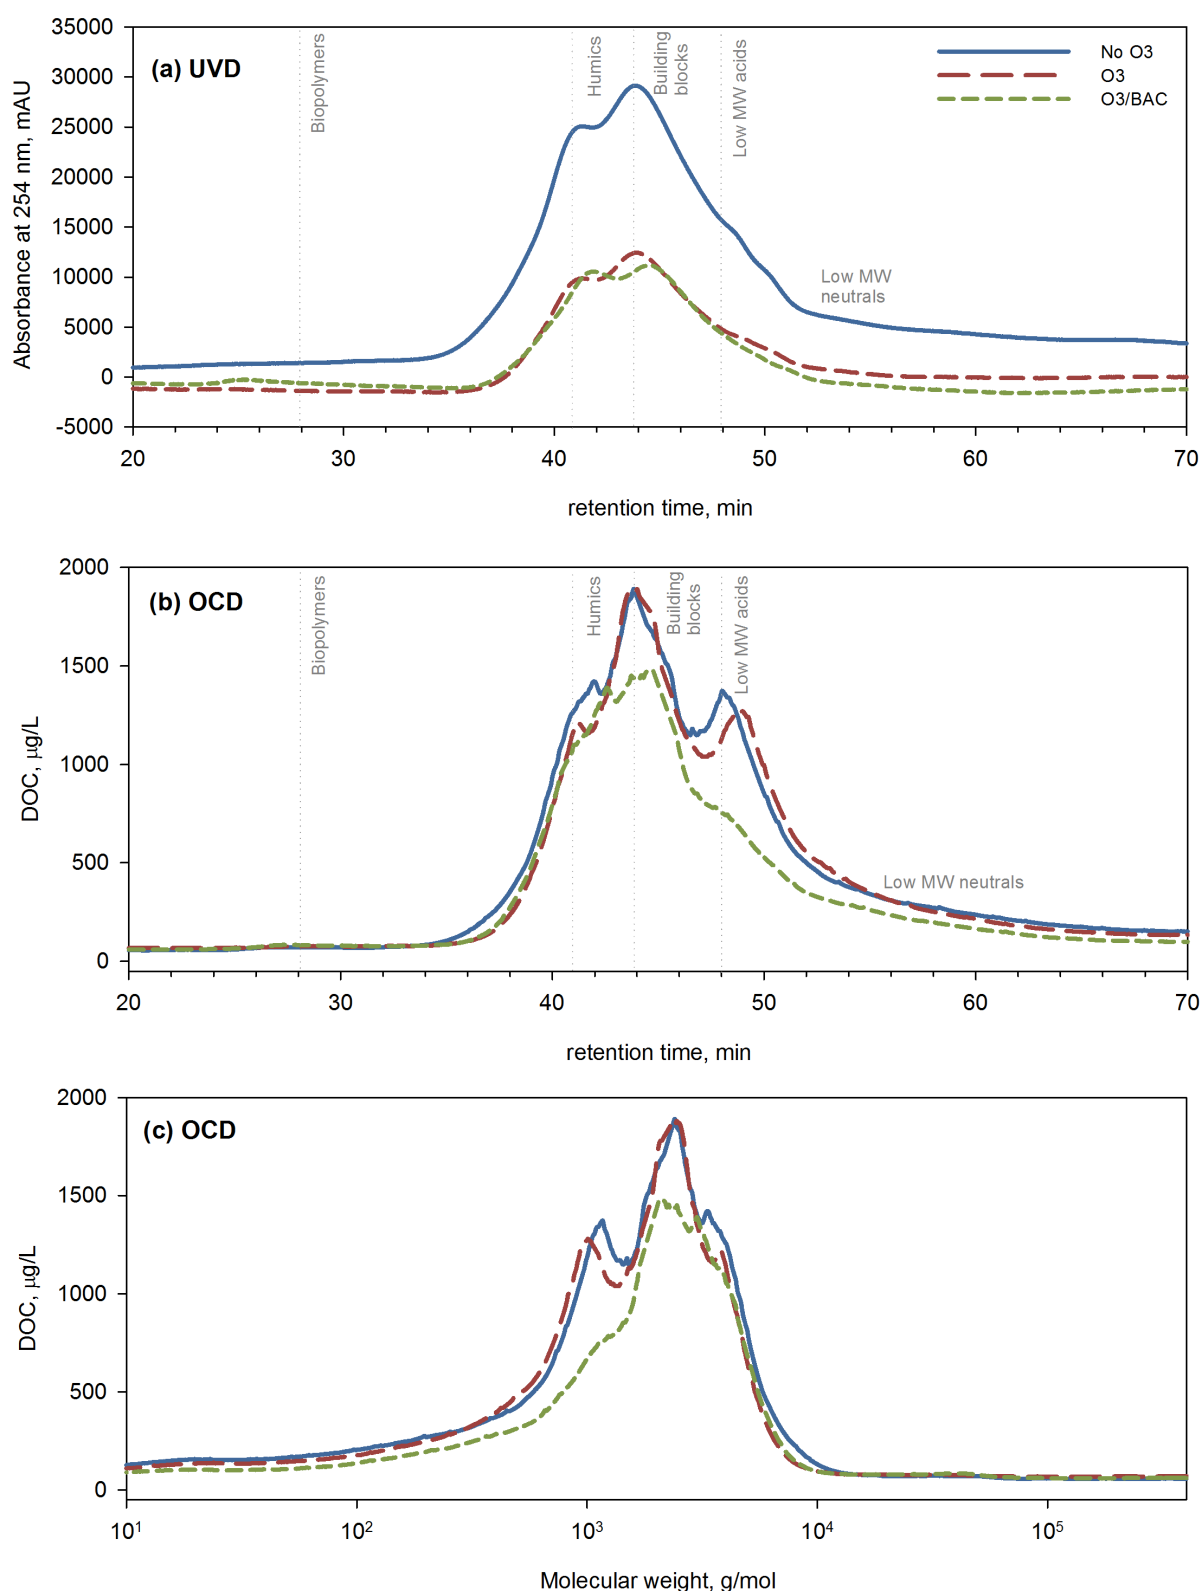 35000
30000
25000
20000
15000
10000
5000
0
-5000
Absorbance at 254 nm, mAU
(a) UVD
Biopolymers
Humics
Building
blocks
Low MW acids
Low MW
neutrals
No O3
O3
O3/BAC
20 30 40 50 60 70
retention time, min
2000
1500
1000
500
0
DOC, µg/L
(b) OCD
Biopolymers
Humics
Building
blocks
Low MW acids
Low MW neutrals
20 30 40 50 60 70
retention time, min
2000
1500
1000
500
0
DOC, µg/L
(c) OCD
10¹ 10² 10³ 10⁴ 10⁵
Molecular weight, g/mol